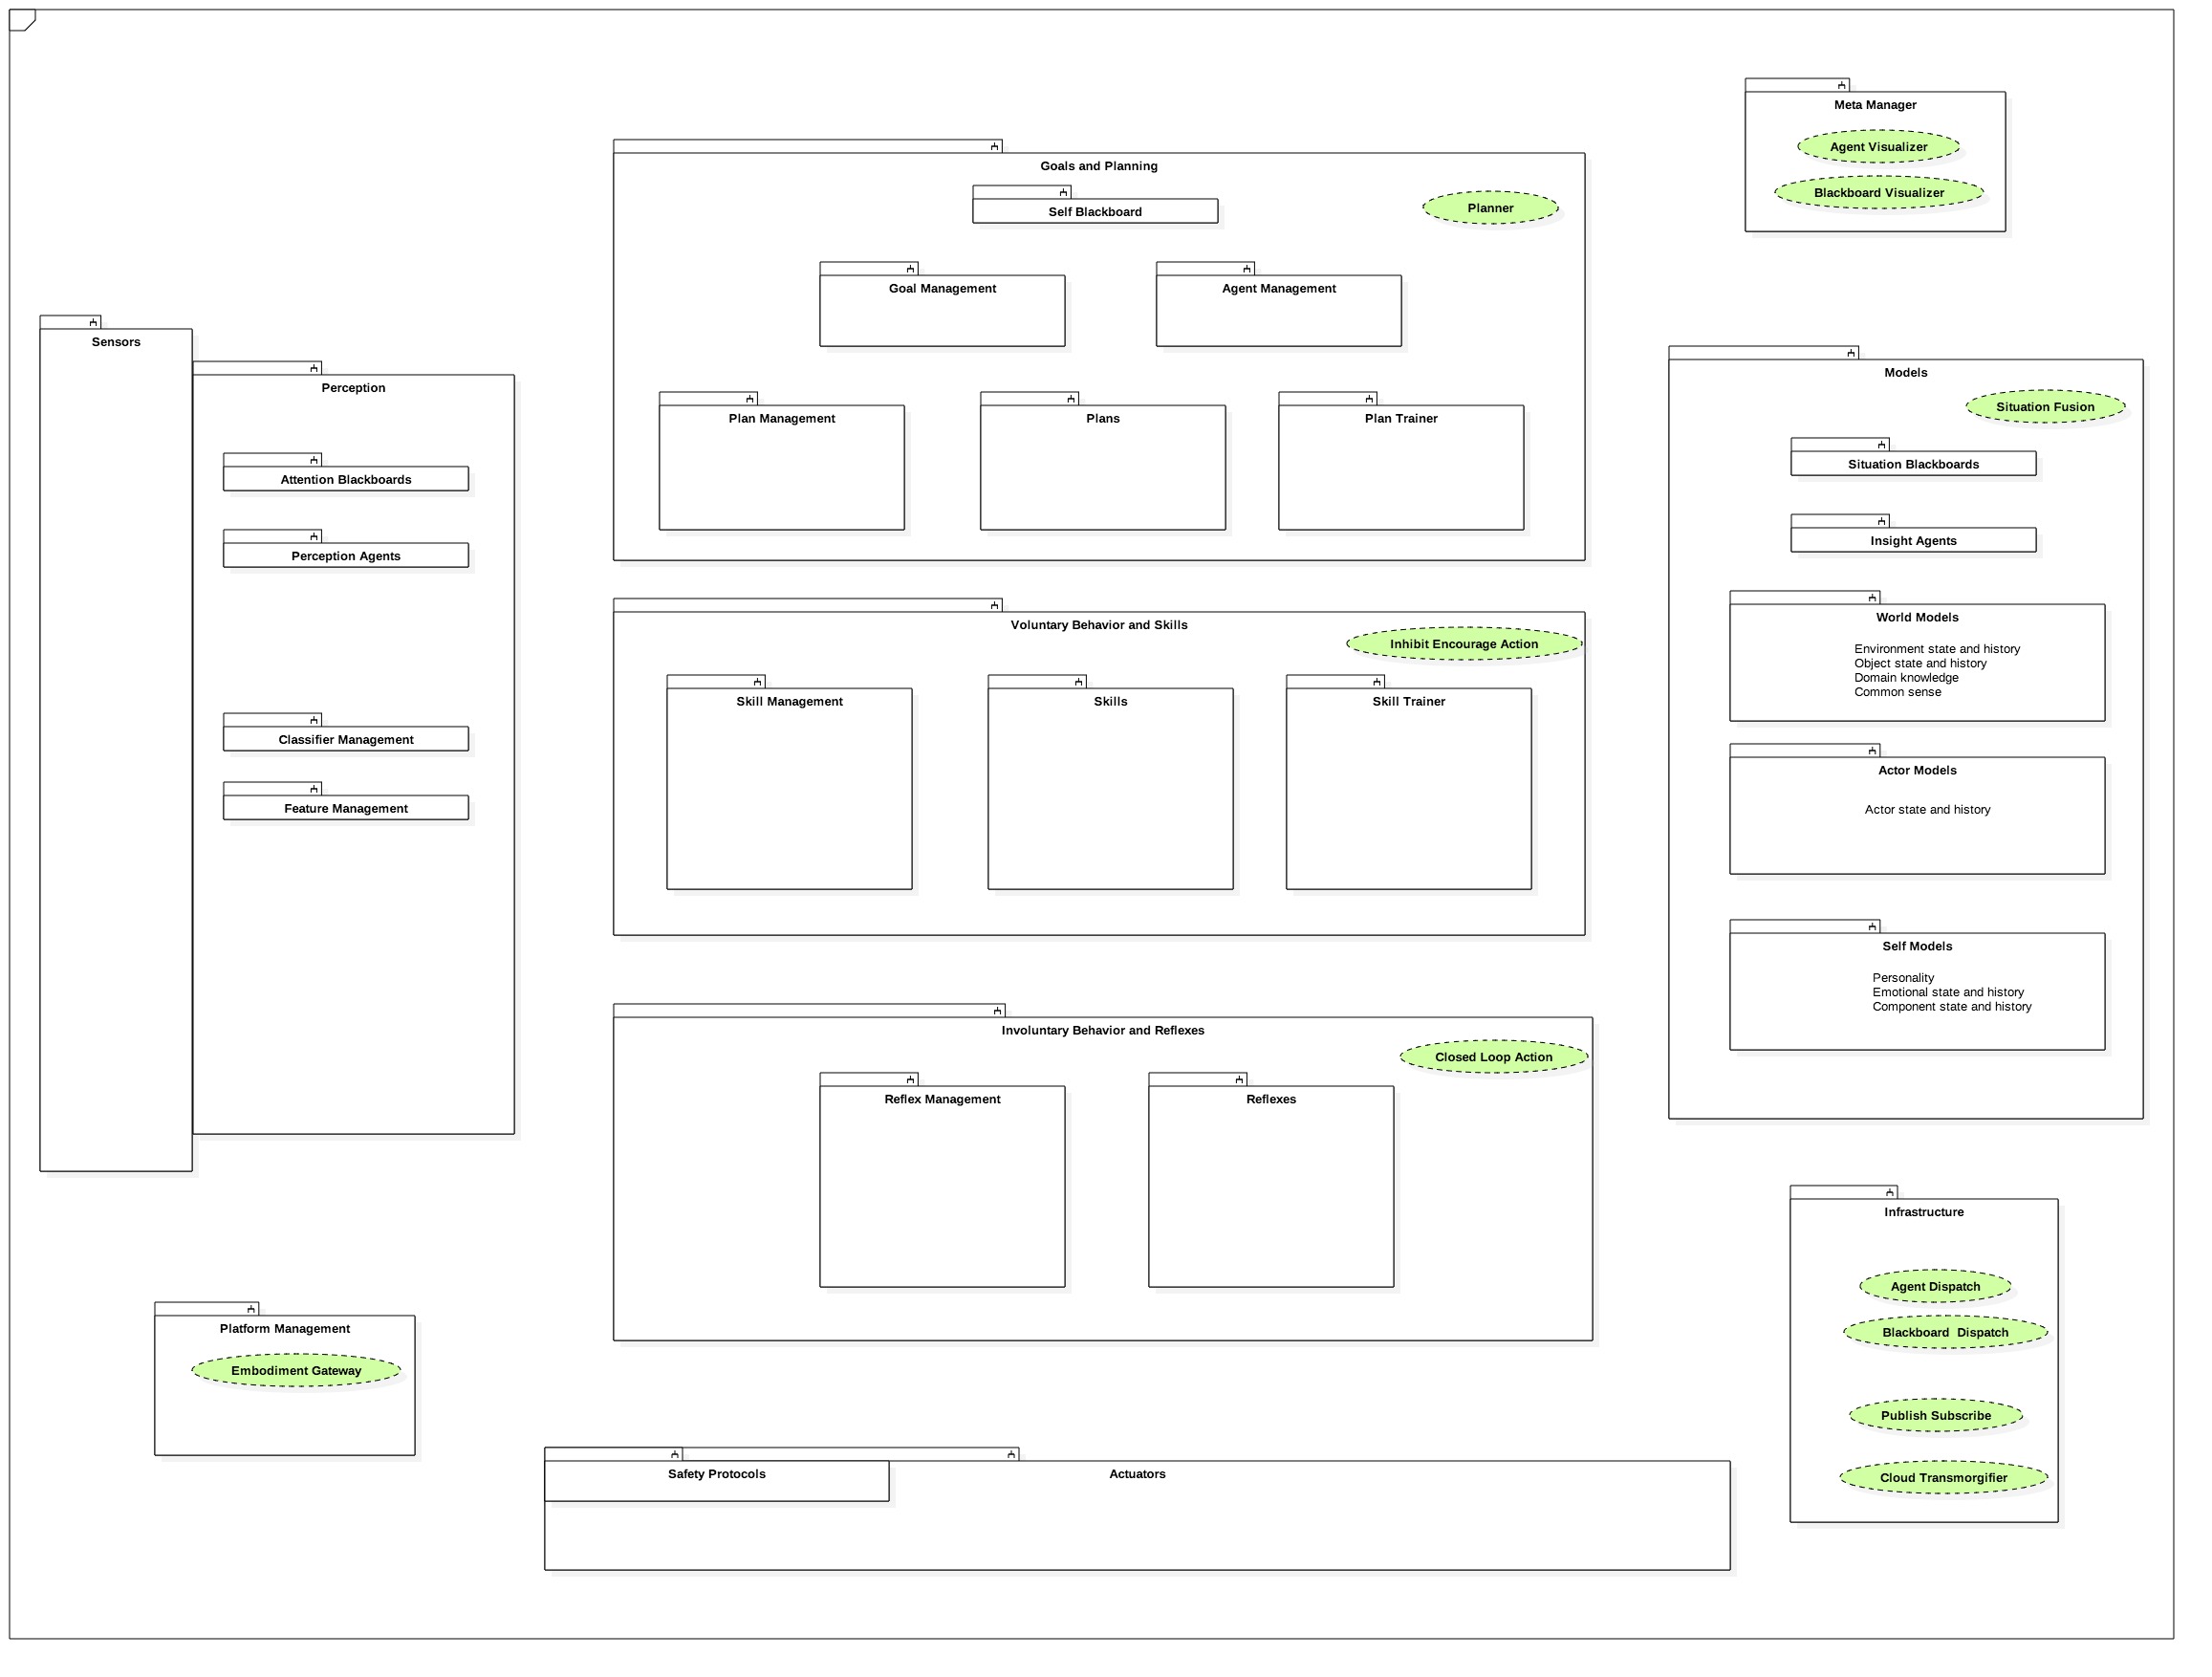 Meta Manager
Agent Visualizer
Blackboard Visualizer
Goals and Planning
Self Blackboard
Planner
Goal Management
Agent Management
Plan Management
Plans
Plan Trainer
Sensors
Perception
Attention Blackboards
Perception Agents
Classifier Management
Feature Management
Voluntary Behavior and Skills
Inhibit Encourage Action
Skill Management
Skills
Skill Trainer
Involuntary Behavior and Reflexes
Closed Loop Action
Reflex Management
Reflexes
Models
Situation Fusion
Situation Blackboards
Insight Agents
World Models
Environment state and history
Object state and history
Domain knowledge
Common sense
Actor Models
Actor state and history
Self Models
Personality
Emotional state and history
Component state and history
Platform Management
Embodiment Gateway
Safety Protocols
Actuators
Infrastructure
Agent Dispatch
Blackboard  Dispatch
Publish Subscribe
Cloud Transmorgifier